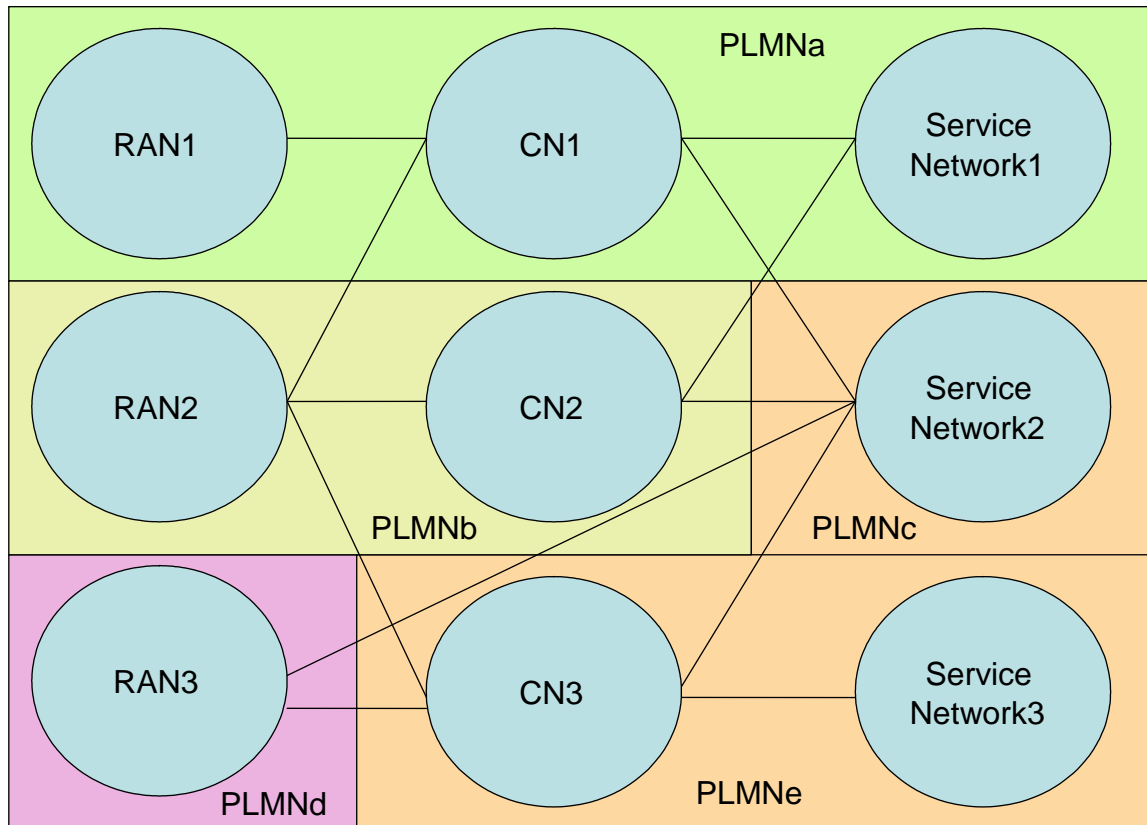 PLMNa
RAN1
CN1
Service
Network1
RAN2
CN2
Service
Network2
PLMNb
PLMNc
RAN3
CN3
Service
Network3
PLMNd
PLMNe